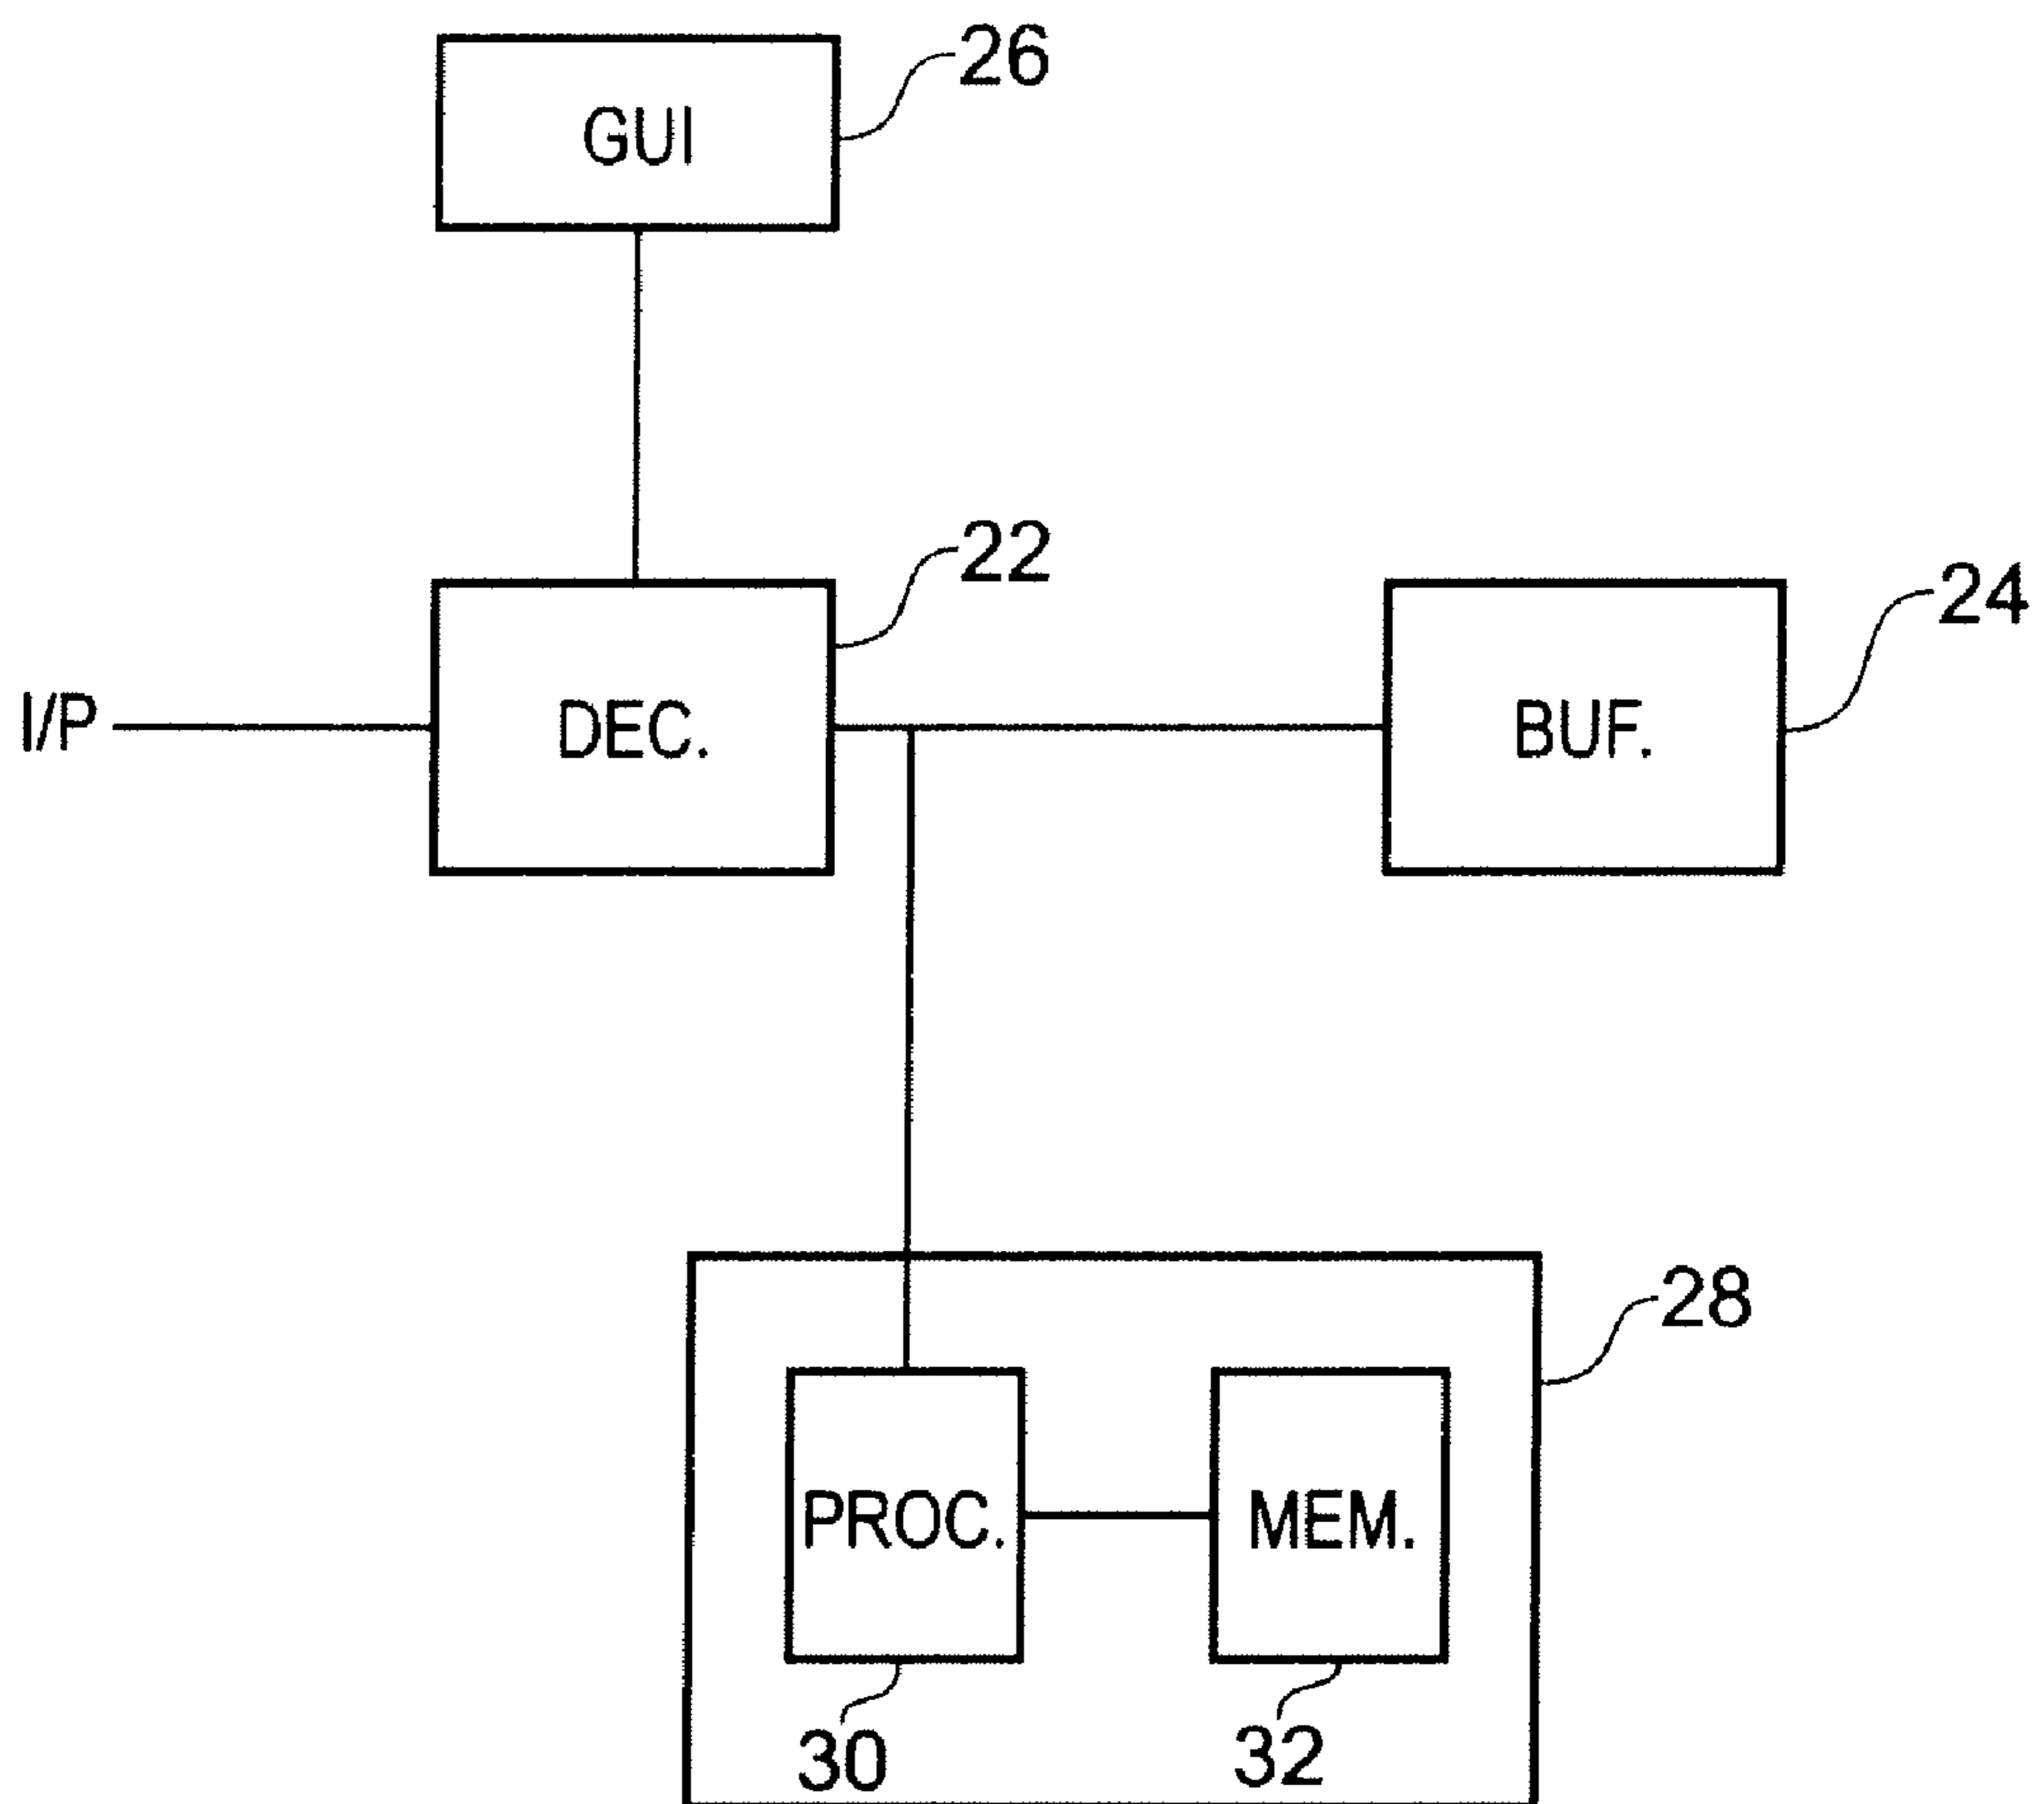 26
GUI
22
24
I/P
DEC.
BUF.
28
PROC.
MEM.
30
32